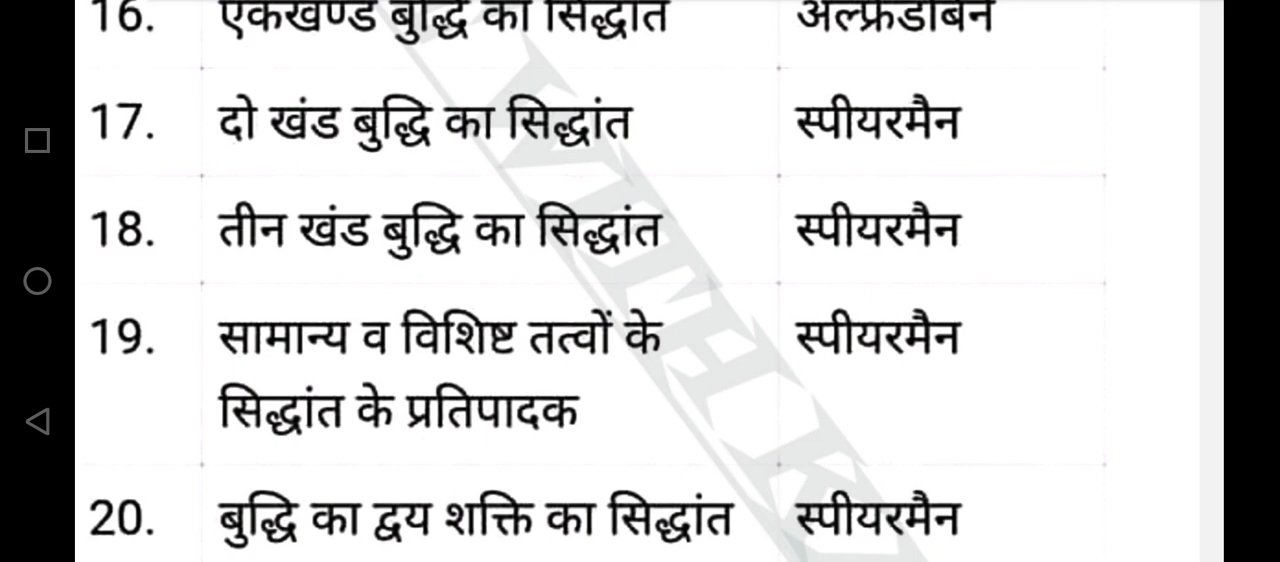 16. एकखण्ड बुद्धि का सिद्धांत अल्फ्रेडबिने
17. दो खंड बुद्धि का सिद्धांत स्पीयरमैन
18. तीन खंड बुद्धि का सिद्धांत स्पीयरमैन
19. सामान्य व विशिष्ट तत्वों के स्पीयरमैन
सिद्धांत के प्रतिपादक
20. बुद्धि का द्वय शक्ति का सिद्धांत स्पीयरमैन